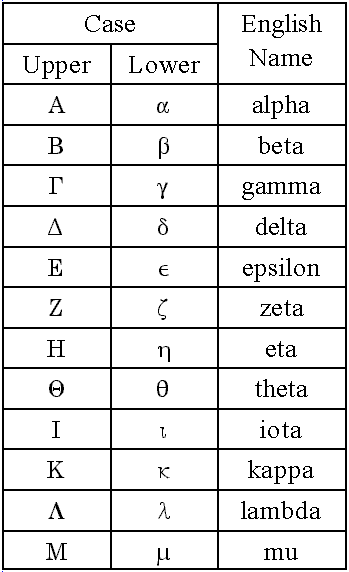 Case English
Name
Upper Lower
Α α alpha
Β β beta
Γ γ gamma
Δ δ delta
Ε ϵ epsilon
Ζ ζ zeta
Η η eta
Θ θ theta
Ι ι iota
Κ κ kappa
Λ λ lambda
Μ μ mu